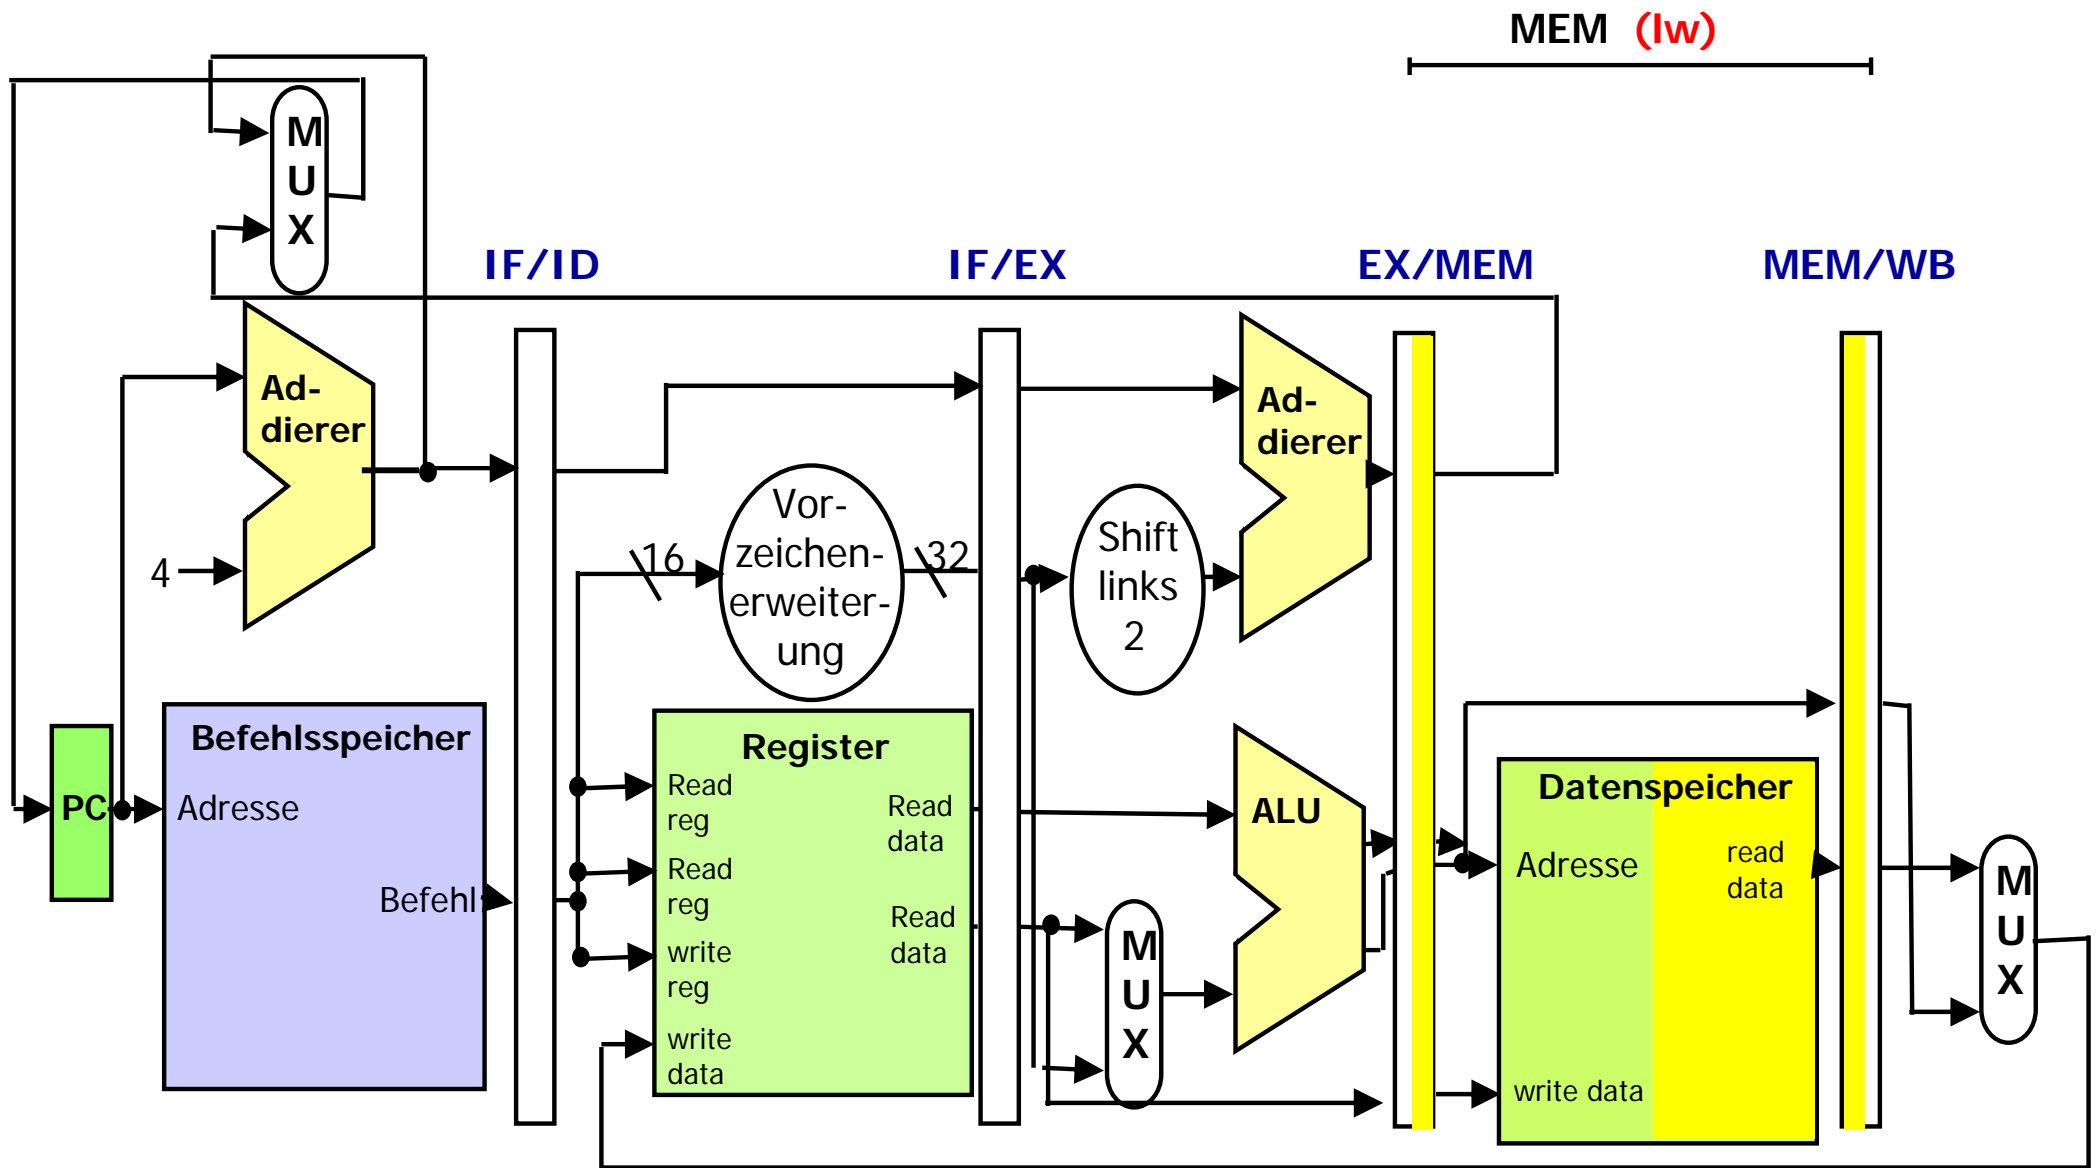 MEM (lw)
M
U
X
IF/ID
IF/EX
EX/MEM
MEM/WB
Ad-
dierer
4
16
Vor-
zeichen-
erweiter-
ung
32
Shift
links
2
Ad-
dierer
PC
Befehlsspeicher
Adresse
Befehl
Register
Read
reg
Read
reg
write
reg
write
data
Read
data
Read
data
M
U
X
ALU
Datenspeicher
Adresse
read
data
write data
M
U
X